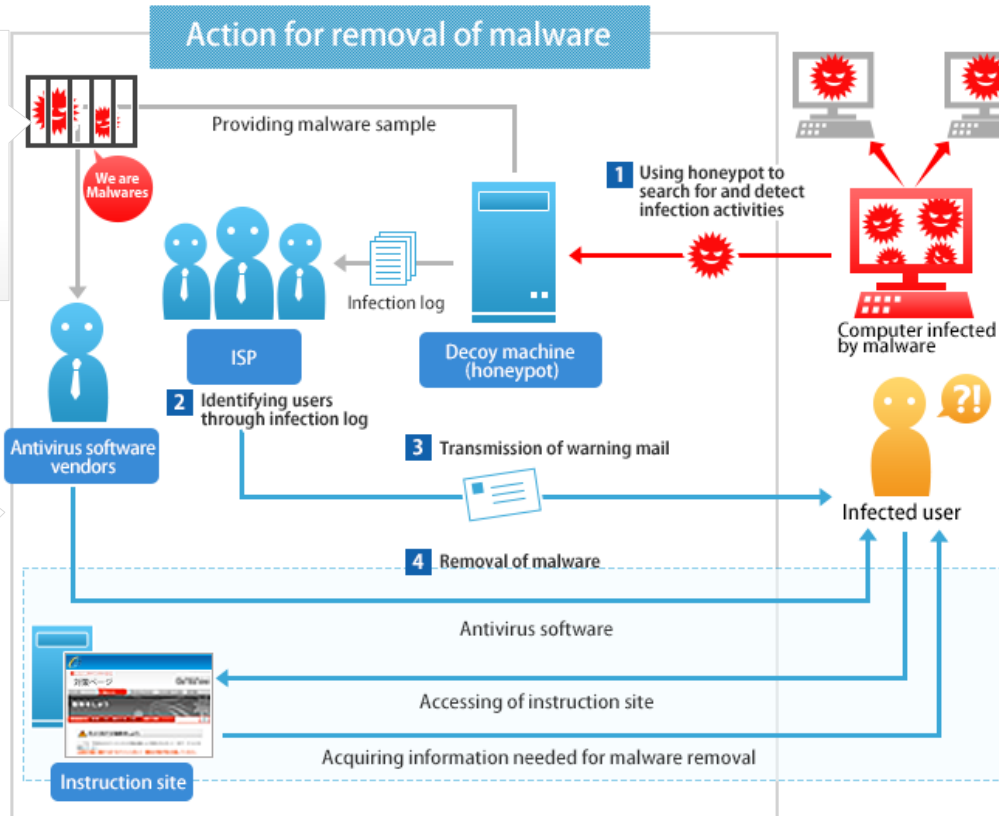 Action for removal of malware
Providing malware sample
We are
Malwares
1 Using honeypot to
search for and detect
infection activities
Infection log
ISP
Decoy machine
(honeypot)
Computer infected
by malware
2 Identifying users
through infection log
?!
Antivirus software
vendors
3 Transmission of warning mail
Infected user
4 Removal of malware
Antivirus software
対策ページ
Accessing of instruction site
Acquiring information needed for malware removal
Instruction site